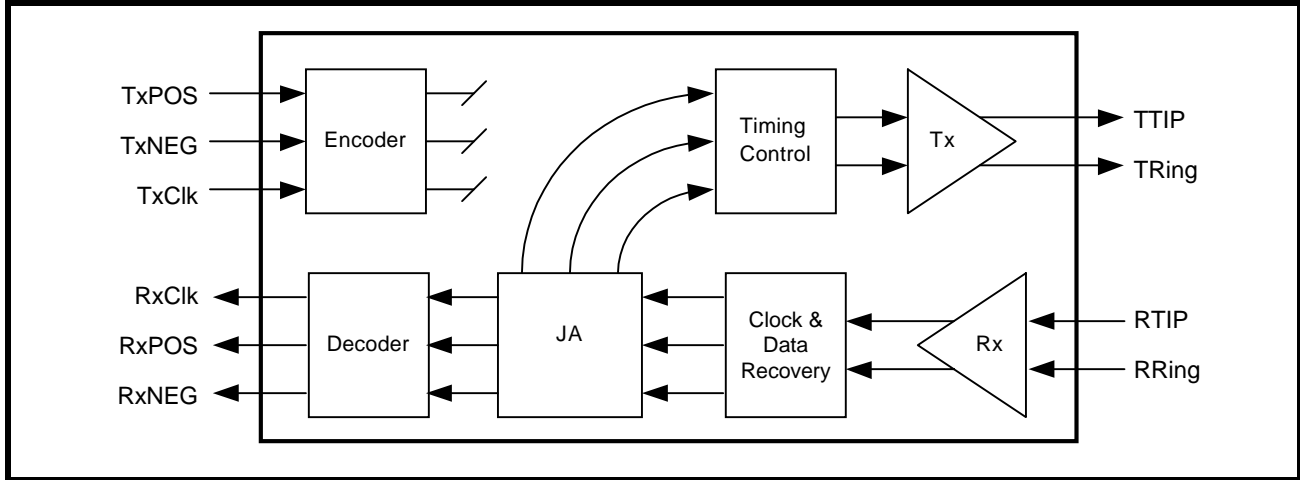 TxPOS
TxNEG
TxClk
Encoder
Timing
Control
Tx
TTIP
TRing
RxClk
RxPOS
RxNEG
Decoder
JA
Clock &
Data
Recovery
Rx
RTIP
RRing